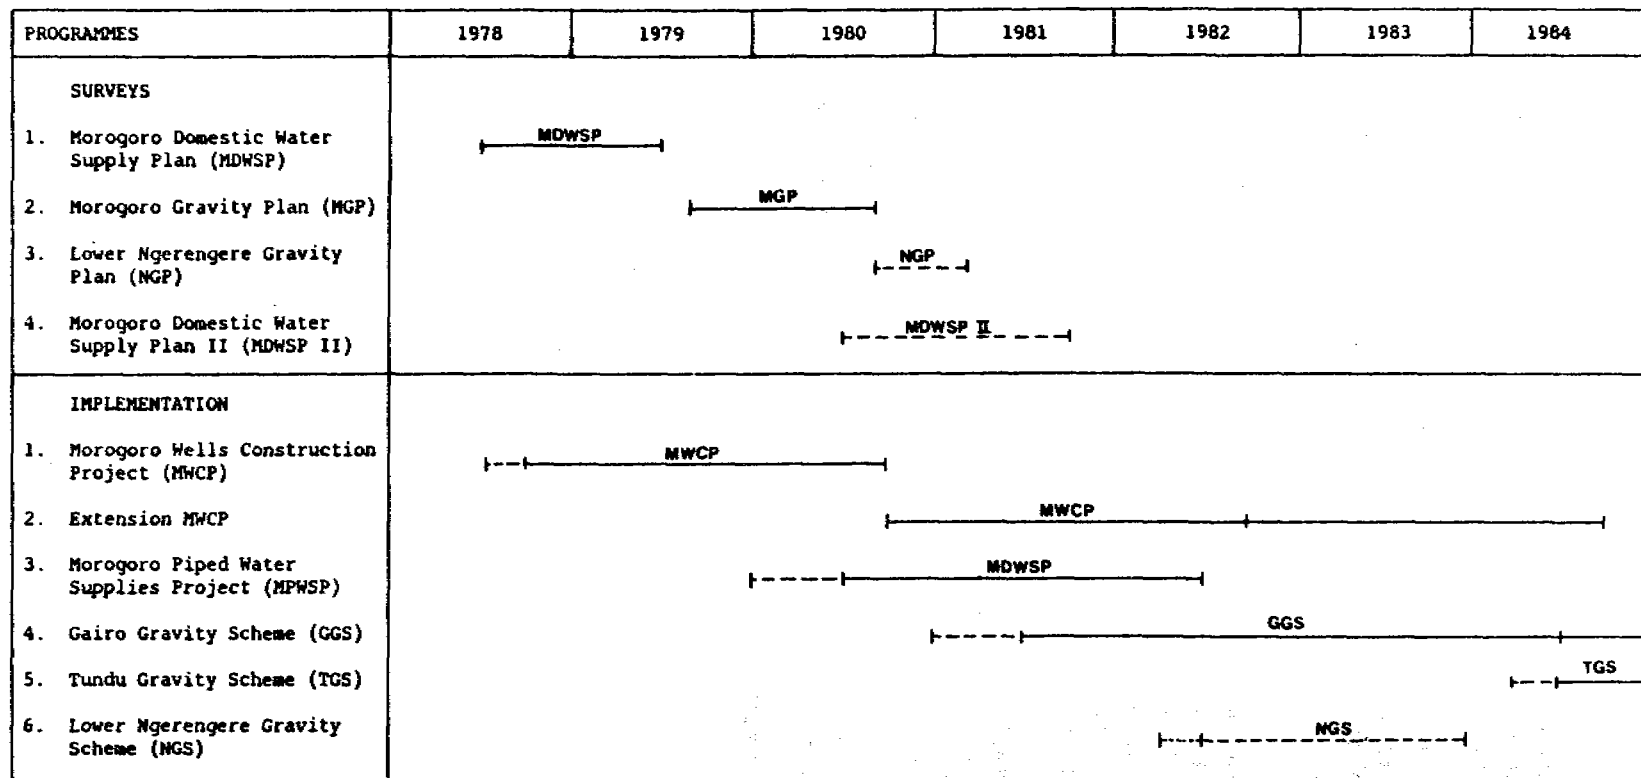 PROGRAMMES 1978 1979 1980 1981 1982 1983 1984
SURVEYS
1. Morogoro Domestic Water MDWSP
Supply Plan (MDWSP)
2. Morogoro Gravity Plan (MGP) MGP
3. Lower Ngerengere Gravity NGP
Plan (NGP)
4. Morogoro Domestic Water MDWSP II
Supply Plan II (MDWSP II)
IMPLEMENTATION
1. Morogoro Wells Construction MWCP
Project (MWCP)
2. Extension MWCP MWCP
3. Morogoro Piped Water MDWSP
Supplies Project (MPWSP)
4. Gairo Gravity Scheme (GGS) GGS
5. Tundu Gravity Scheme (TGS) TGS
6. Lower Ngerengere Gravity NGS
Scheme (NGS)